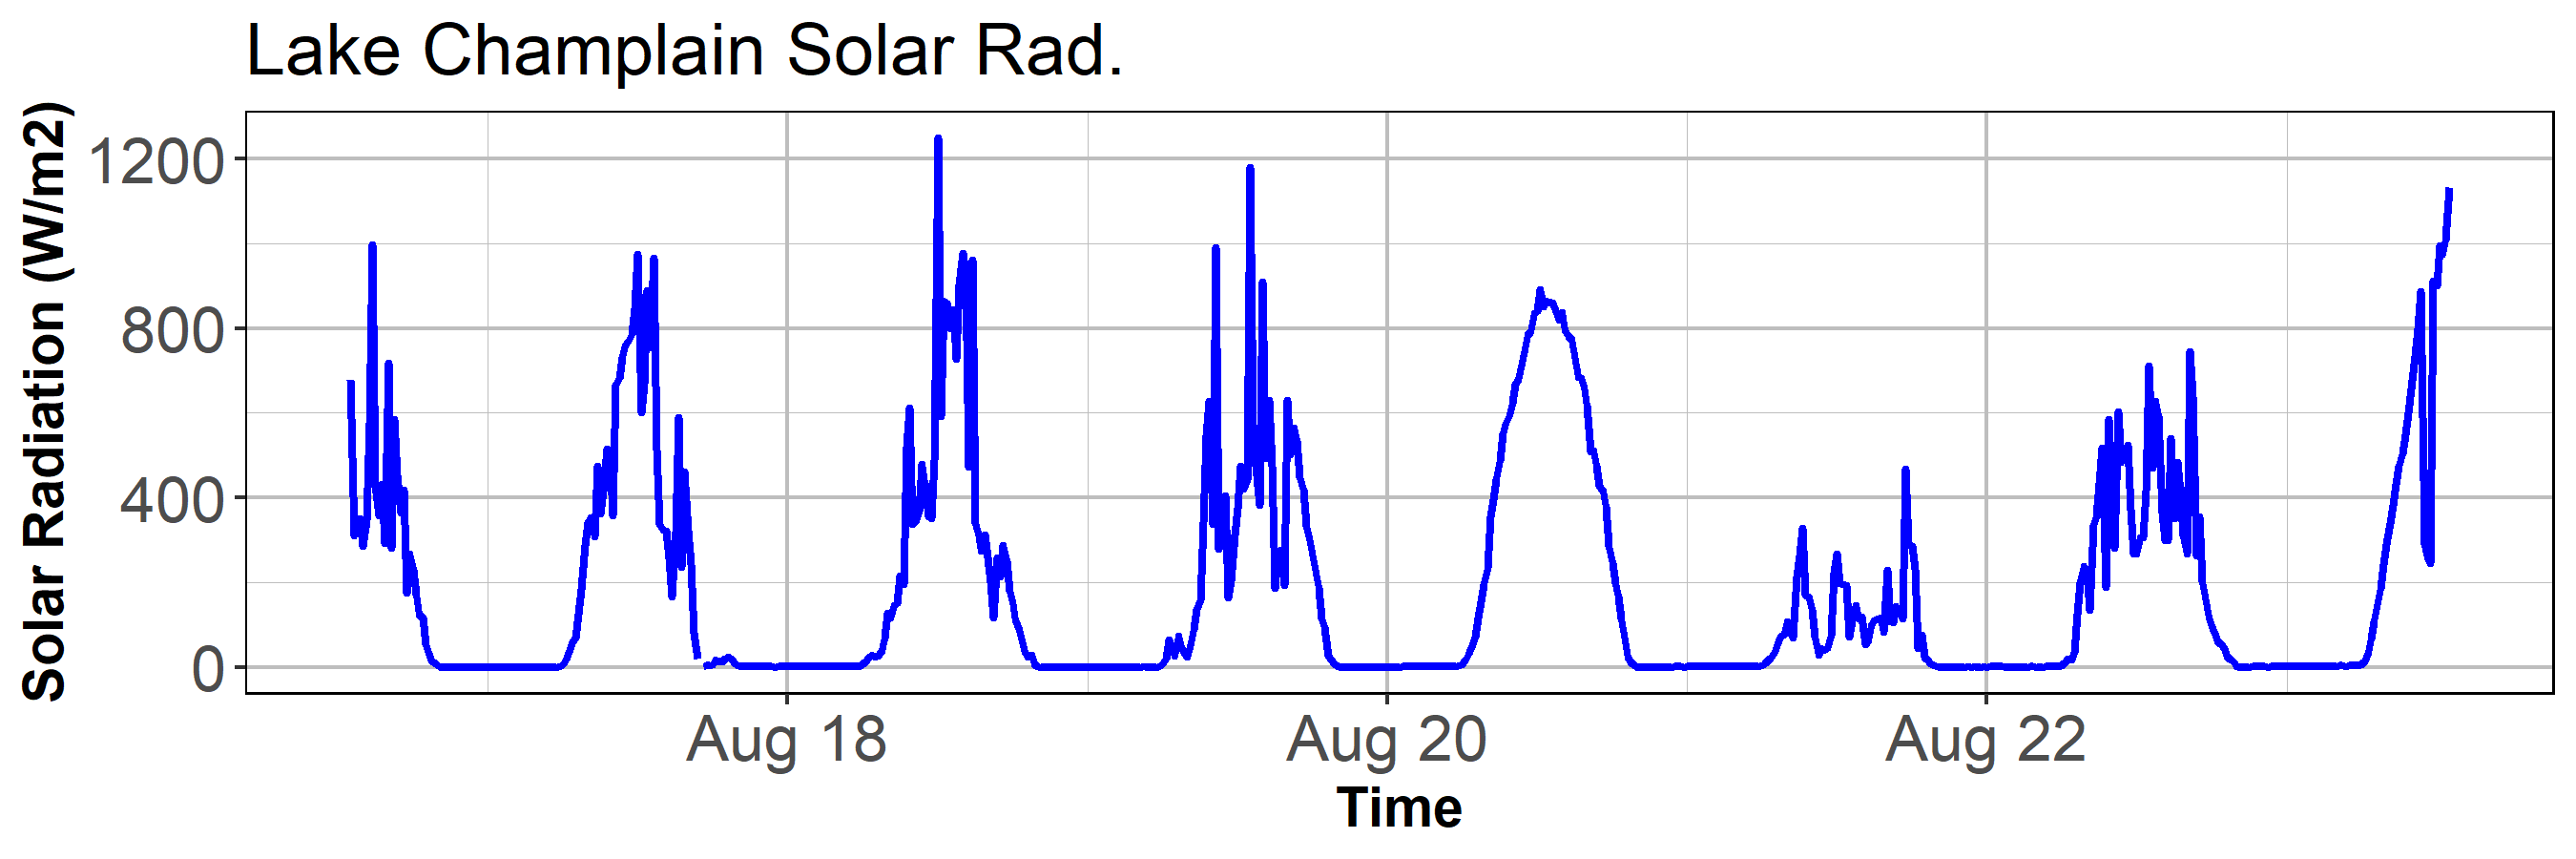 Lake Champlain Solar Rad.
Solar Radiation (W/m2)
1200
800
400
0
Aug 18
Aug 20
Aug 22
Time